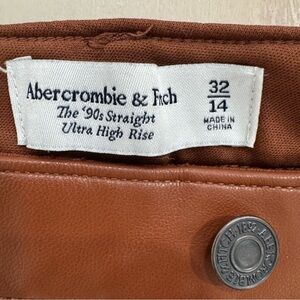 Abercrombie & Fitch
The '90s Straight
Ultra High Rise
32
14
MADE IN
CHINA